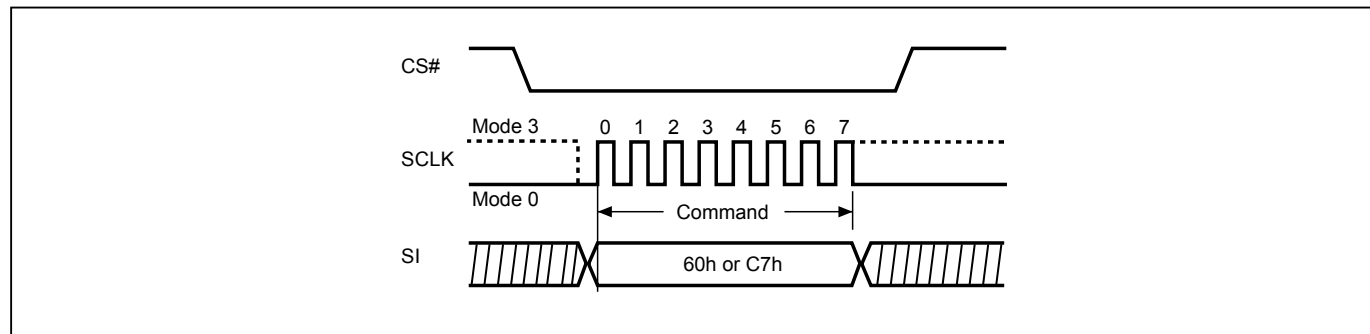 CS#
Mode 3
0 1 2 3 4 5 6 7
SCLK
Mode 0
Command
SI
60h or C7h